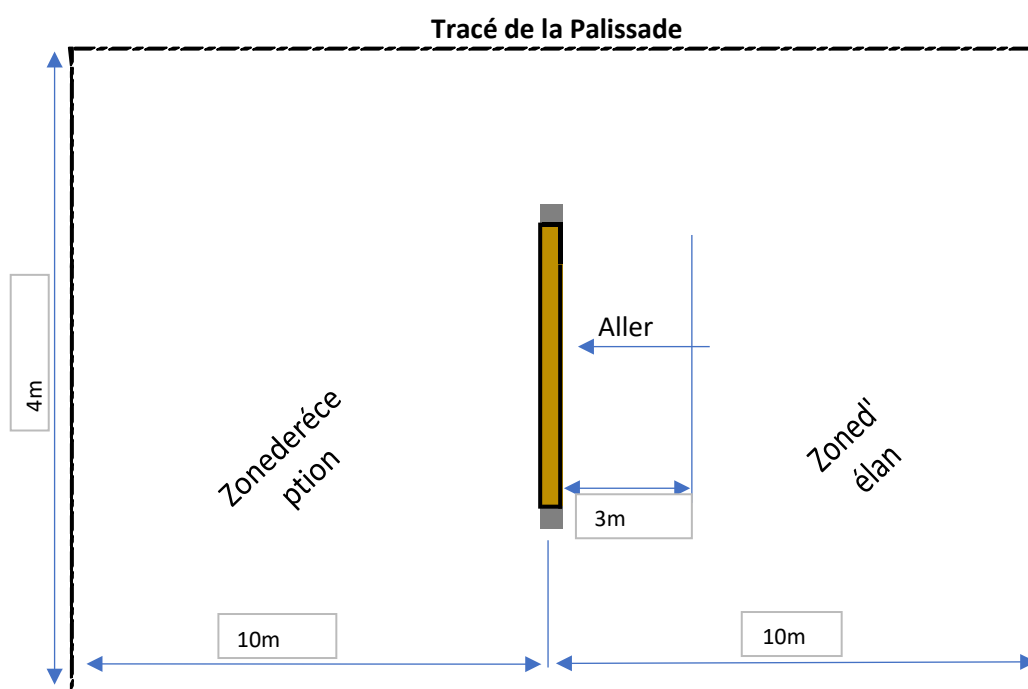 Tracé de la Palissade
Aller
4m
Zonederéce
ption
Zoned'
élan
3m
10m
10m